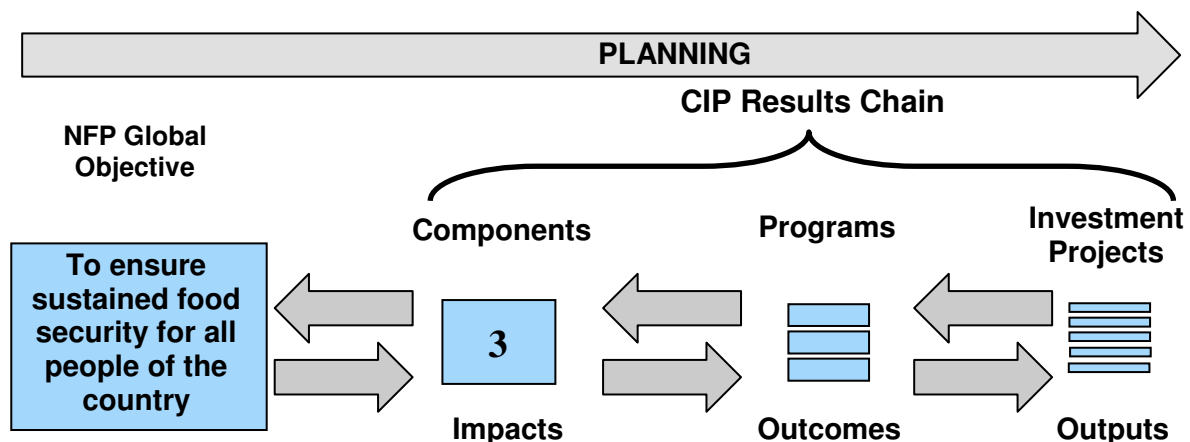 PLANNING
CIP Results Chain
NFP Global
Objective
Components
Programs
Investment
Projects
To ensure
sustained food
security for all
people of the
country
3
Impacts
Outcomes
Outputs